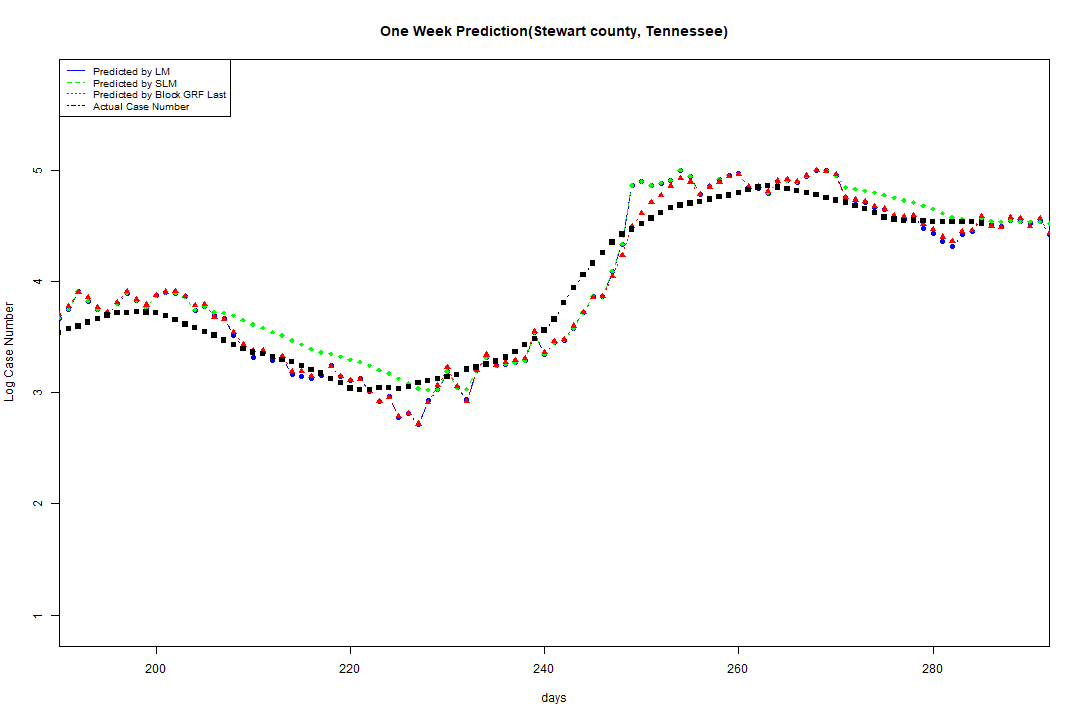 One Week Prediction(Stewart county, Tennessee)
Predicted by LM
Predicted by SLM
Predicted by Block GRF Last
Actual Case Number
5
4
3
2
1
Log Case Number
200 220 240 260 280
days